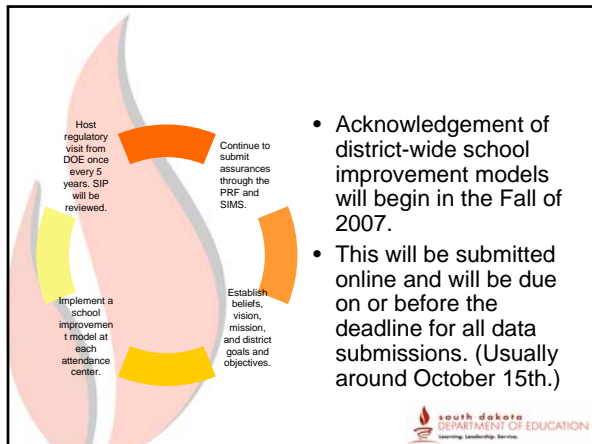 Host
regulatory
visit from
DOE once
every 5
years. SIP
will be
reviewed.
Continue to
submit
assurances
through the
PRF and
SIMS.
Establish
beliefs,
vision,
mission,
and district
goals and
objectives.
Implement a
school
improvemen
t model at
each
attendance
center.
• Acknowledgement of
district-wide school
improvement models
will begin in the Fall of
2007.
• This will be submitted
online and will be due
on or before the
deadline for all data
submissions. (Usually
around October 15th.)
south dakota
DEPARTMENT OF EDUCATION
Learning. Leadership. Service.